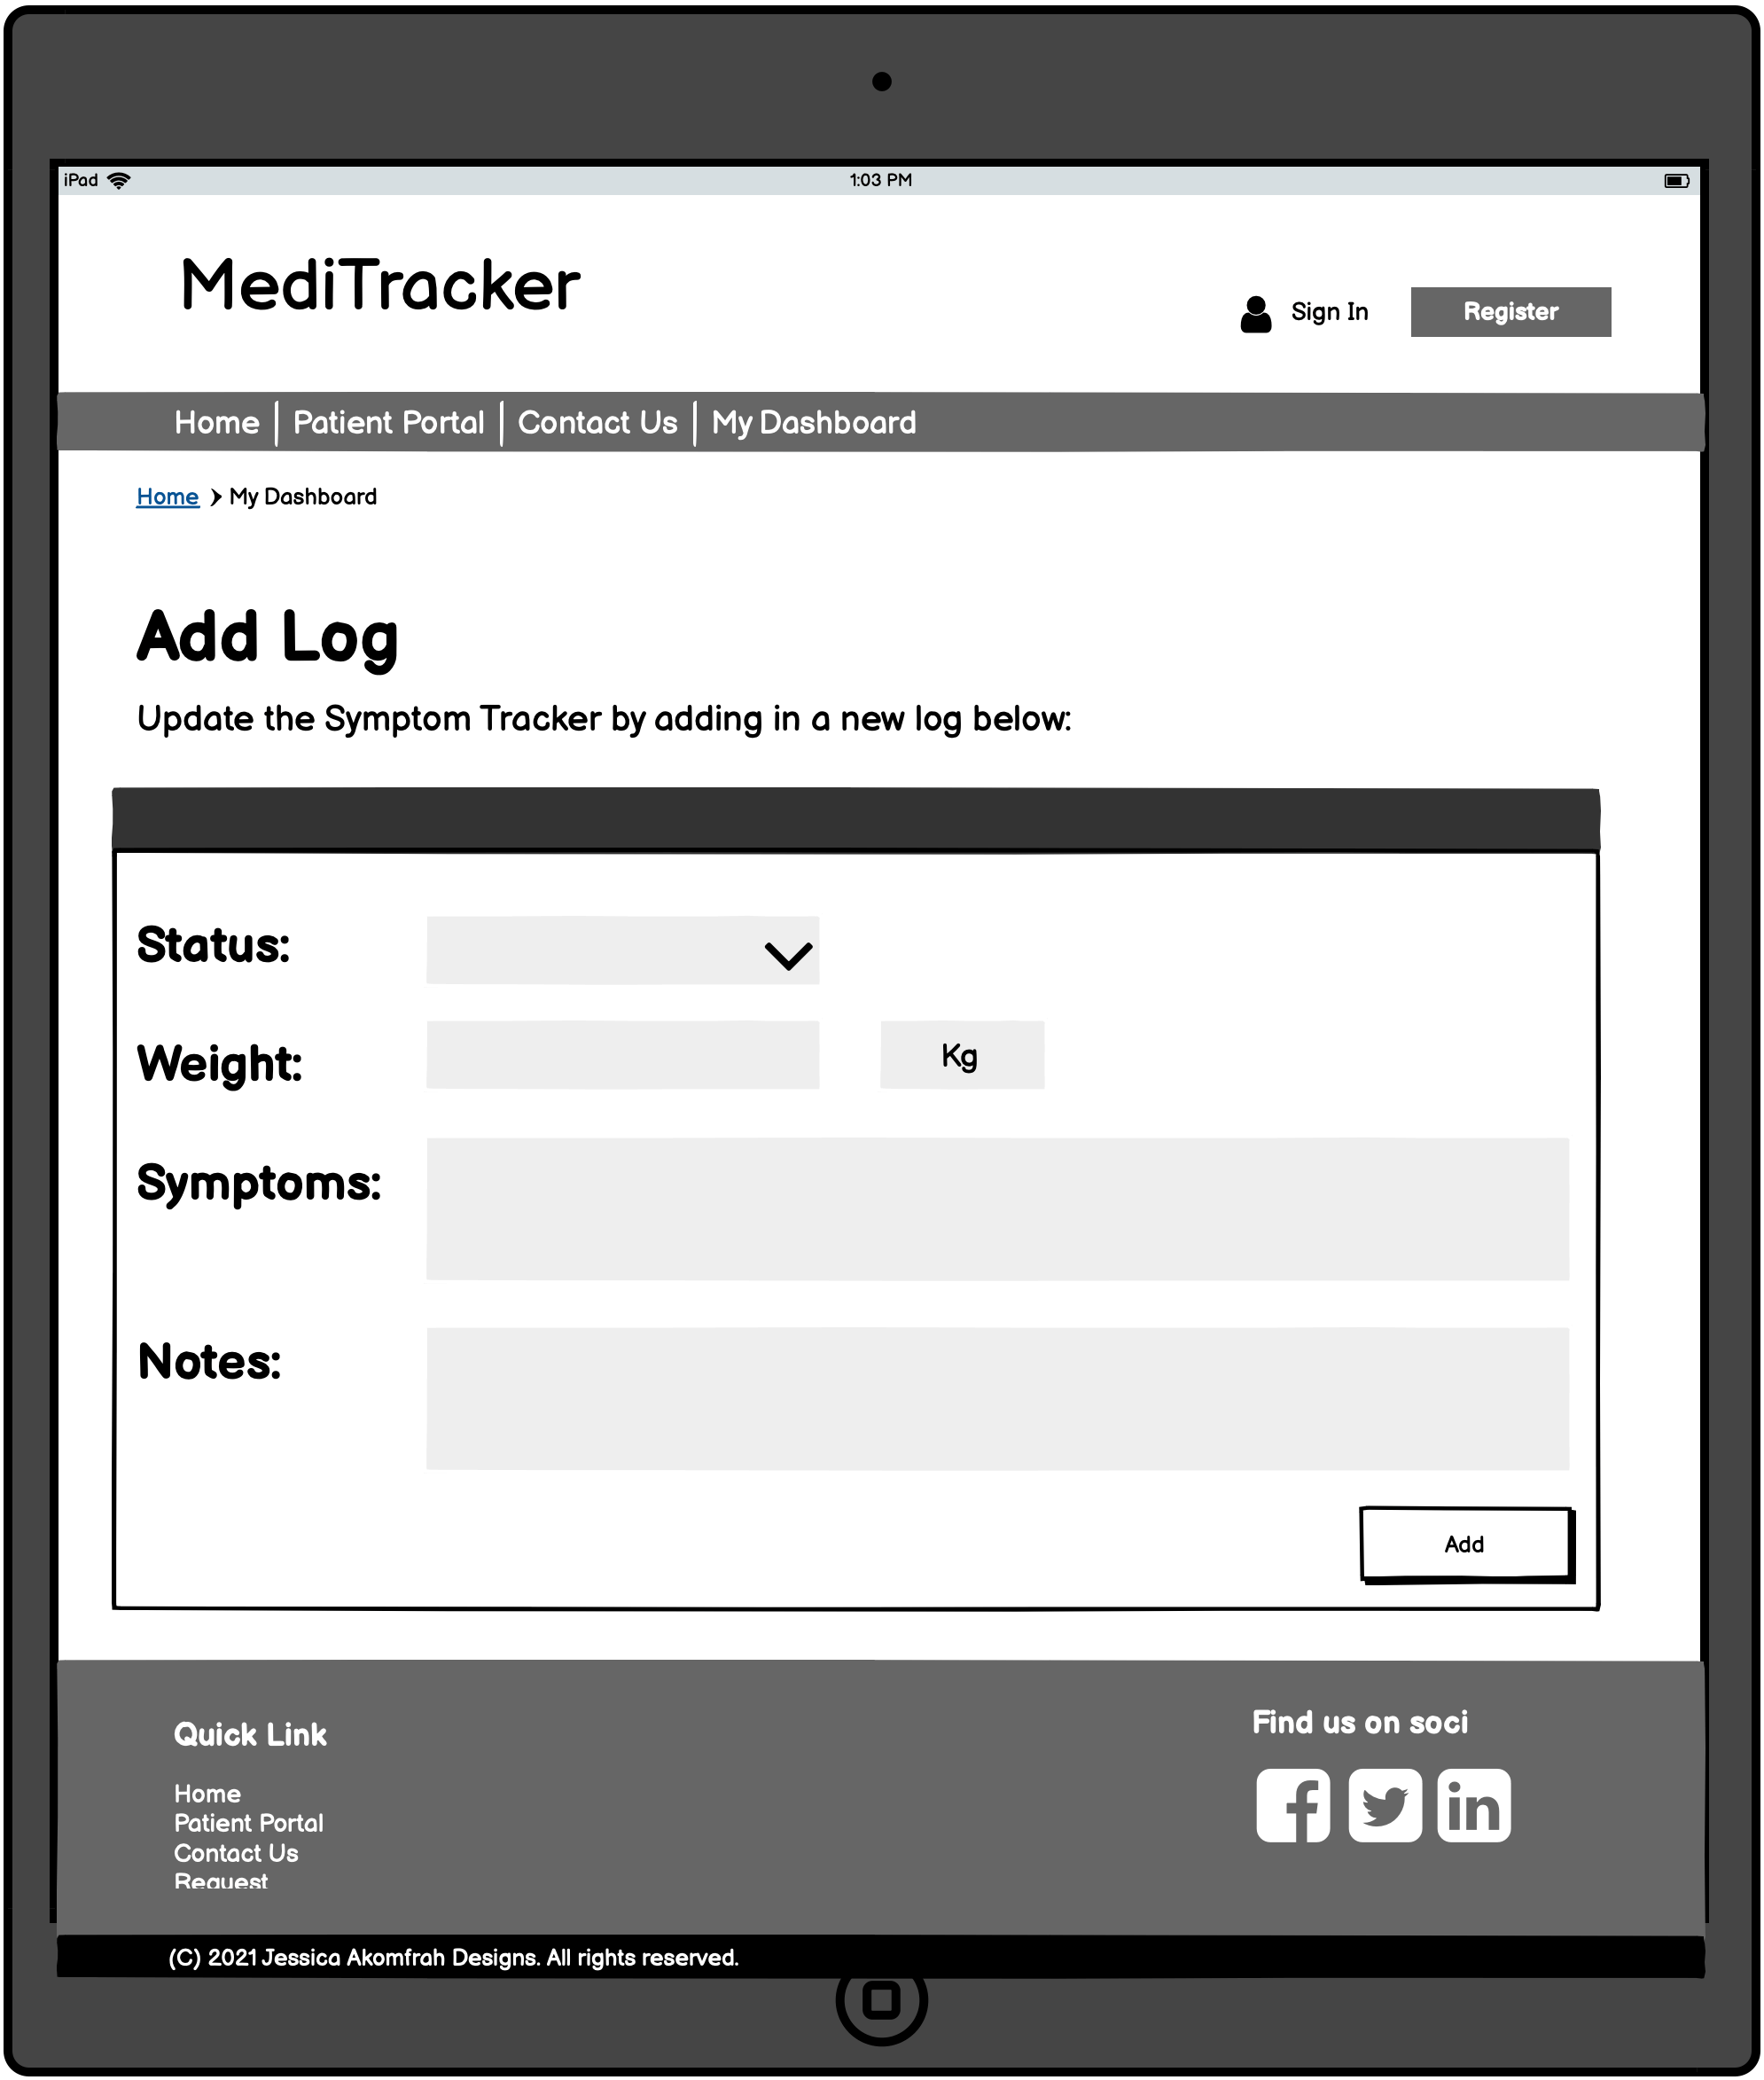 iPad 1:03 PM
MediTracker
Sign In Register
Home Patient Portal Contact Us My Dashboard
Home My Dashboard
Add Log
Update the Symptom Tracker by adding in a new log below:
Status:
Weight: Kg
Symptoms:
Notes:
Add
Quick Link
Home
Patient Portal
Contact Us
Request
Find us on soci
(C) 2021 Jessica Akomfrah Designs. All rights reserved.